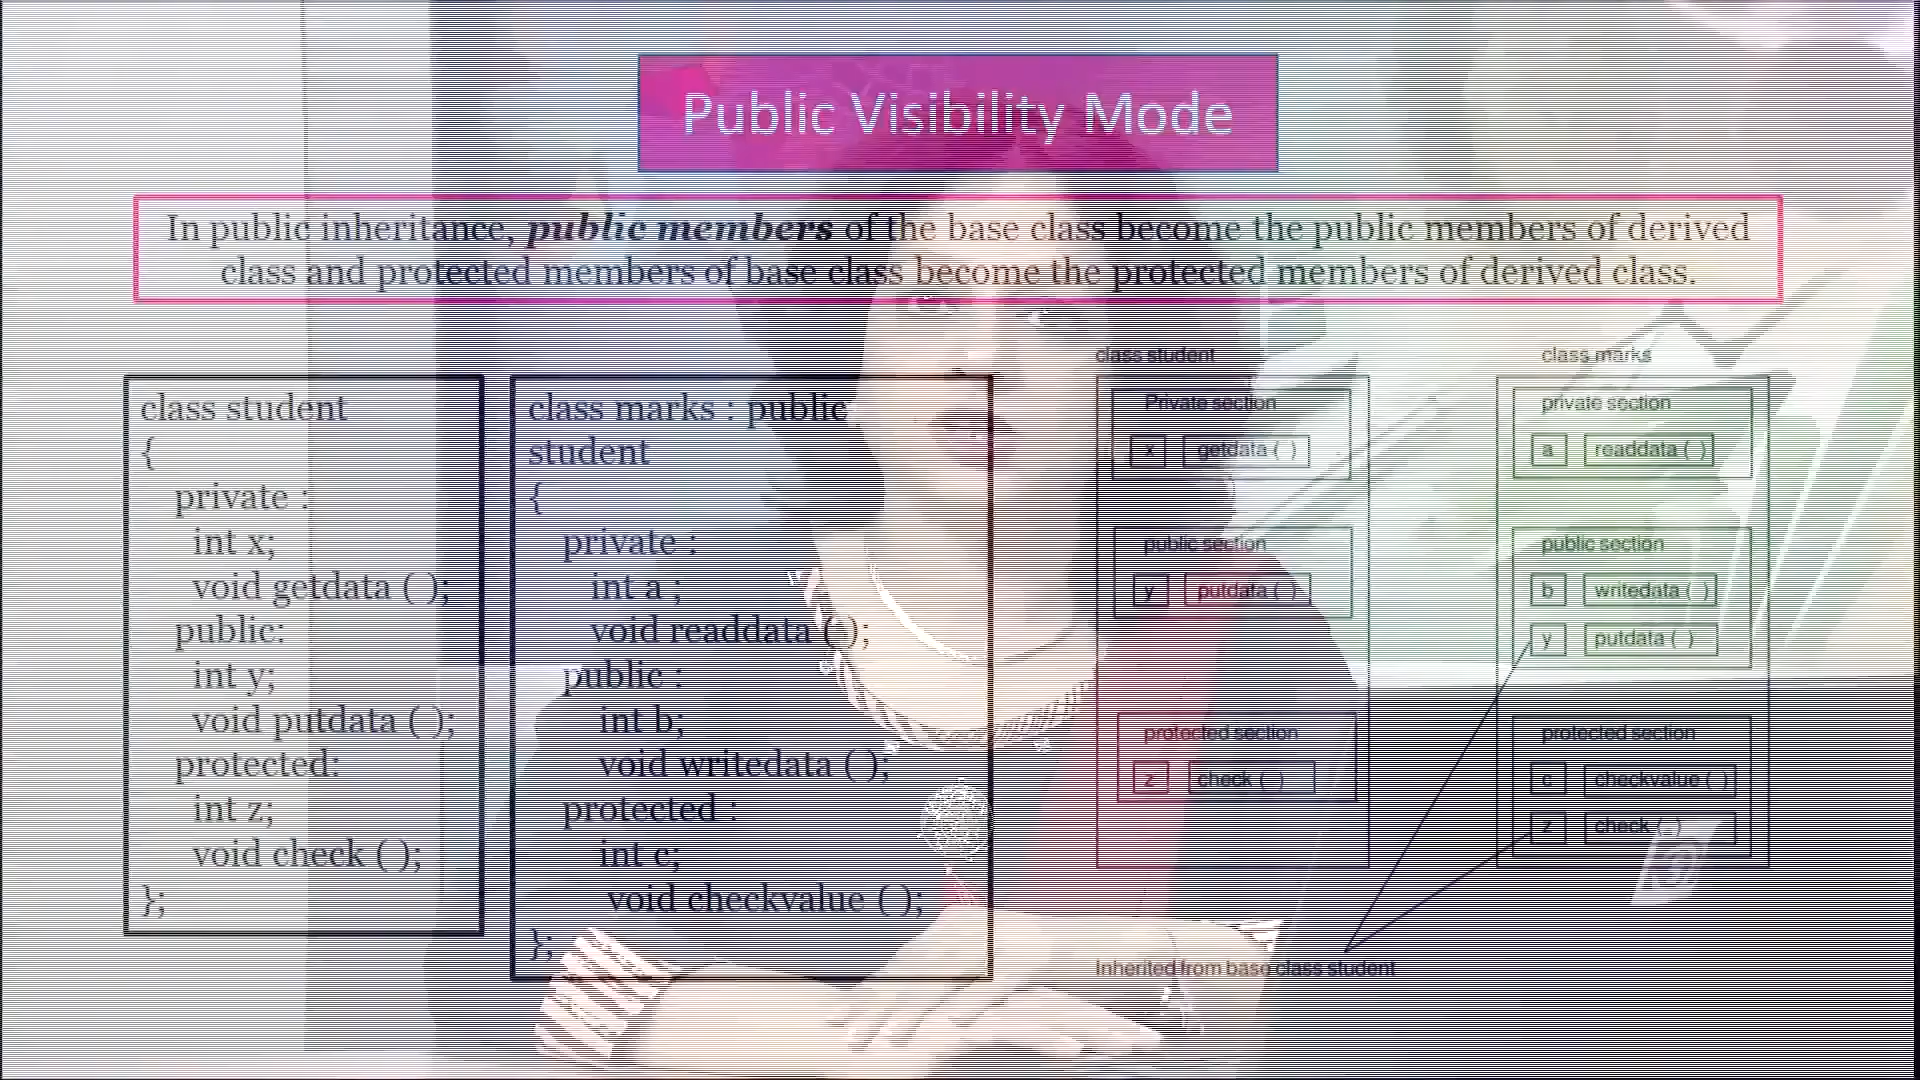 Public Visibility Mode
In public inheritance, public members of the base class become the public members of derived
class and protected members of base class become the protected members of derived class.
class student
{
private :
int x;
void getdata ( );
public:
int y;
void putdata ( );
protected:
int z;
void check ( );
};
class marks : public
student
{
private :
int a ;
void readdata ( );
public :
int b;
void writedata ( );
protected :
int c;
void checkvalue ( );
};
class student
Private section
x getdata ( )
public section
y putdata ( )
protected section
z check ( )
class marks
private section
a readdata ( )
public section
b writedata ( )
y putdata ( )
protected section
c checkvalue ( )
z check ( )
Inherited from base class student